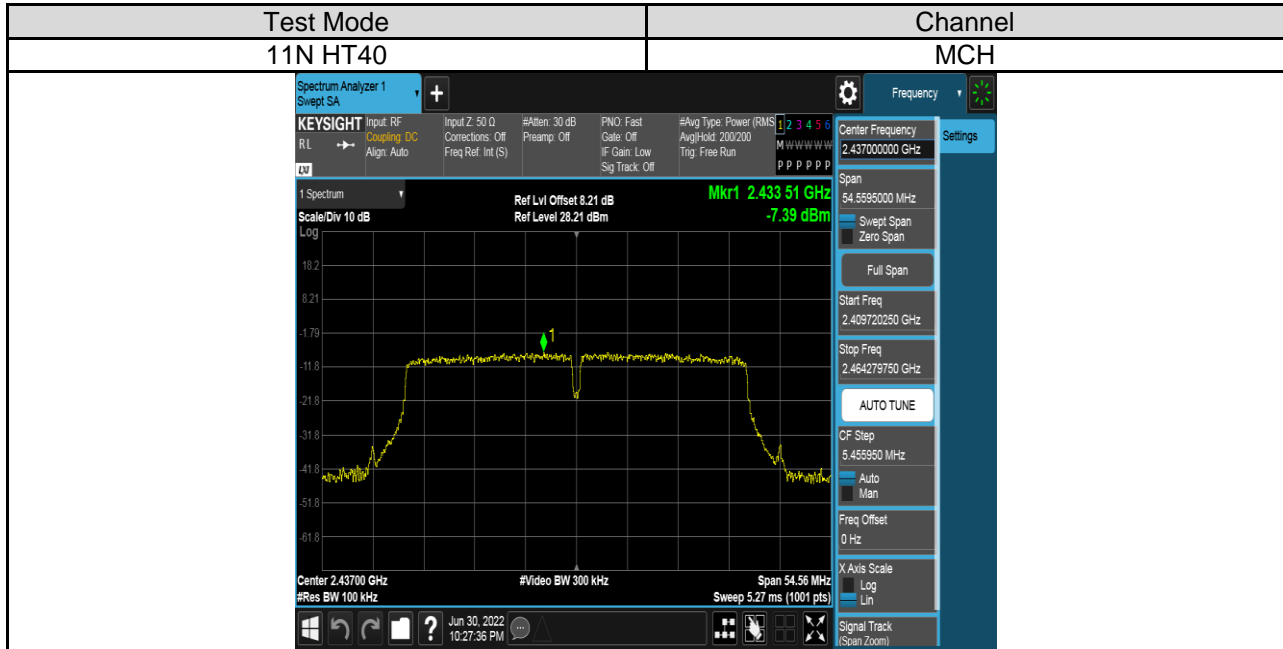 Test Mode Channel
11N HT40 MCH
Spectrum Analyzer 1
Swept SA
+
Frequency
KEYSIGHT Input: RF Input Z: 50 Ω #Atten: 30 dB PNO: Fast #Avg Type: Power (RMS 1 2 3 4 5 6
RL Coupling: DC Corrections: Off Preamp: Off Gate: Off Avg|Hold: 200/200 M W W W W W
Align: Auto Freq Ref: Int (S) IF Gain: Low Trig: Free Run
LXI Sig Track: Off P P P P P P
Center Frequency
2.437000000 GHz
Settings
1 Spectrum
Ref Lvl Offset 8.21 dB
Mkr1 2.433 51 GHz
Scale/Div 10 dB Ref Level 28.21 dBm -7.39 dBm
Log
18.2
8.21
-1.79
-11.8
-21.8
-31.8
-41.8
-51.8
-61.8
1
Center 2.43700 GHz #Video BW 300 kHz Span 54.56 MHz
#Res BW 100 kHz Sweep 5.27 ms (1001 pts)
Span
54.5595000 MHz
Swept Span
Zero Span
Full Span
Start Freq
2.409720250 GHz
Stop Freq
2.464279750 GHz
AUTO TUNE
CF Step
5.455950 MHz
Auto
Man
Freq Offset
0 Hz
X Axis Scale
Log
Lin
Signal Track
(Span Zoom)
?
Jun 30, 2022
10:27:36 PM